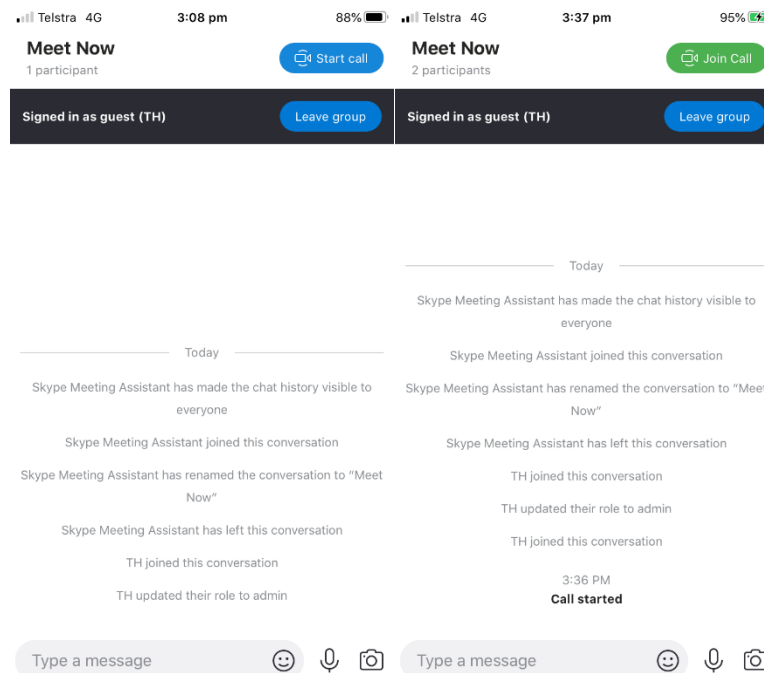 Telstra 4G 3:08 pm 88%
Meet Now
1 participant
Start call
Signed in as guest (TH)
Leave group
Today
Skype Meeting Assistant has made the chat history visible to
everyone
Skype Meeting Assistant joined this conversation
Skype Meeting Assistant has renamed the conversation to "Meet
Now"
Skype Meeting Assistant has left this conversation
TH joined this conversation
TH updated their role to admin
Type a message
Telstra 4G 3:37 pm 95%
Meet Now
2 participants
Join Call
Signed in as guest (TH)
Leave group
Today
Skype Meeting Assistant has made the chat history visible to
everyone
Skype Meeting Assistant joined this conversation
Skype Meeting Assistant has renamed the conversation to "Meet
Now"
Skype Meeting Assistant has left this conversation
TH joined this conversation
TH updated their role to admin
TH joined this conversation
3:36 PM
Call started
Type a message